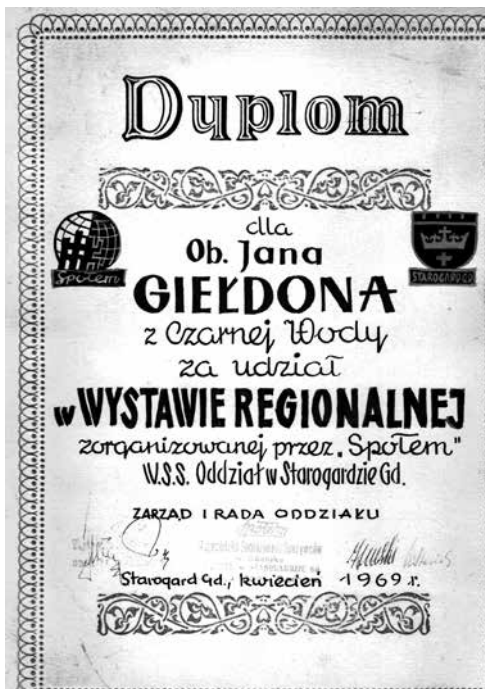 Duplom
dla
Społem
STAROGARD GD.
Ob. Jana
GIEŁDONA
z Czarnej Wody
za udział
w WYSTAWIE REGIONALNEJ
zorganizowanej przez „Społem"
W.S.S. Oddział w Starogardzie Gd.
ZARZĄD I RADA ODDZIAŁU
Starogard Gd., kwiecień 1969 r.